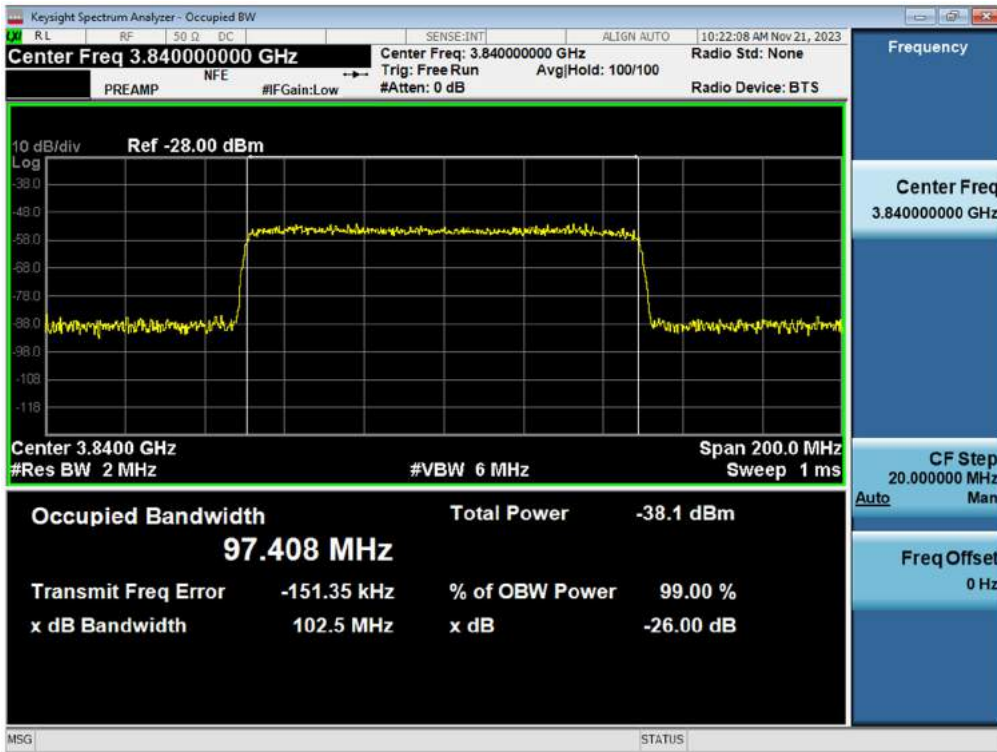 Keysight Spectrum Analyzer - Occupied BW
RL RF 50 Ω DC SENSE:INT ALIGN AUTO 10:22:08 AM Nov 21, 2023
Center Freq 3.840000000 GHz
NFE
PREAMP #IFGain:Low
Center Freq: 3.840000000 GHz Radio Std: None
Trig: Free Run Avg|Hold: 100/100
#Atten: 0 dB Radio Device: BTS
10 dB/div Ref -28.00 dBm
Log
-38.0
-48.0
-58.0
-68.0
-78.0
-88.0
-98.0
-108
-118
Center 3.8400 GHz Span 200.0 MHz
#Res BW 2 MHz #VBW 6 MHz Sweep 1 ms
Occupied Bandwidth Total Power -38.1 dBm
97.408 MHz
Transmit Freq Error -151.35 kHz % of OBW Power 99.00 %
x dB Bandwidth 102.5 MHz x dB -26.00 dB
MSG STATUS
Frequency
Center Freq
3.840000000 GHz
CF Step
20.000000 MHz
Auto Man
Freq Offset
0 Hz